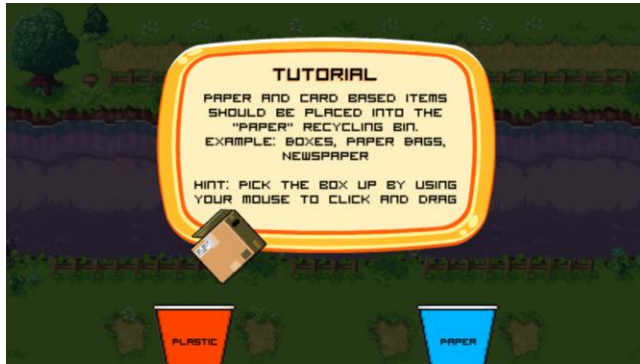 TUTORIAL
PAPER AND CARD BASED ITEMS
SHOULD BE PLACED INTO THE
"PAPER" RECYCLING BIN.
EXAMPLE: BOXES, PAPER BAGS,
NEWSPAPER
HINT: PICK THE BOX UP BY USING
YOUR MOUSE TO CLICK AND DRAG
PLASTIC
PAPER